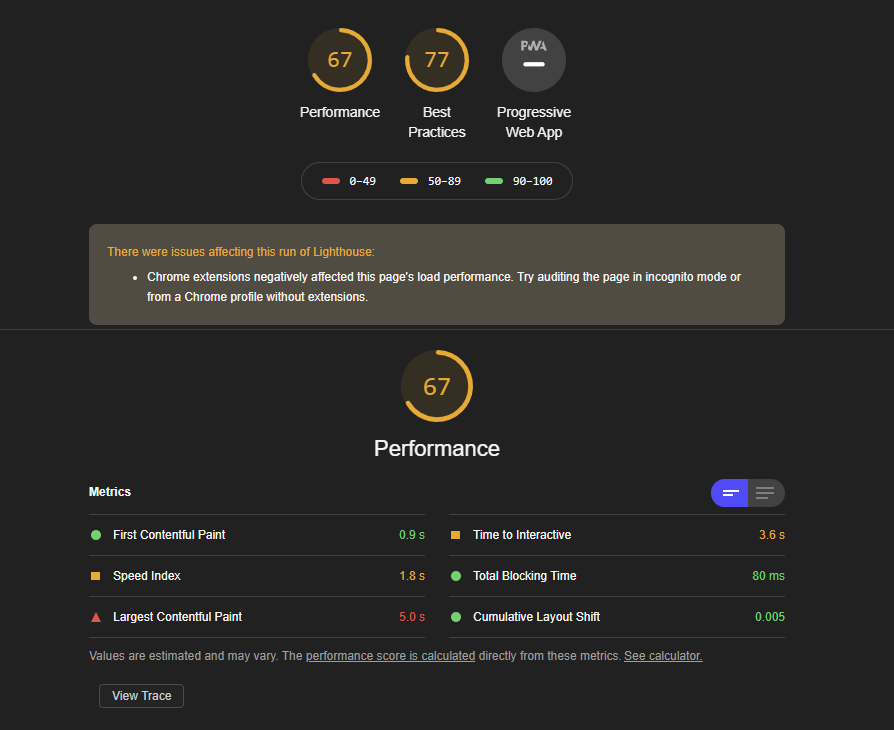 67
77
PWA
Performance
Best
Practices
Progressive
Web App
0–49
50–89
90–100
There were issues affecting this run of Lighthouse:
• Chrome extensions negatively affected this page's load performance. Try auditing the page in incognito mode or
from a Chrome profile without extensions.
67
Performance
Metrics
First Contentful Paint 0.9 s
Time to Interactive 3.6 s
Speed Index 1.8 s
Total Blocking Time 80 ms
Largest Contentful Paint 5.0 s
Cumulative Layout Shift 0.005
Values are estimated and may vary. The performance score is calculated directly from these metrics. See calculator.
View Trace